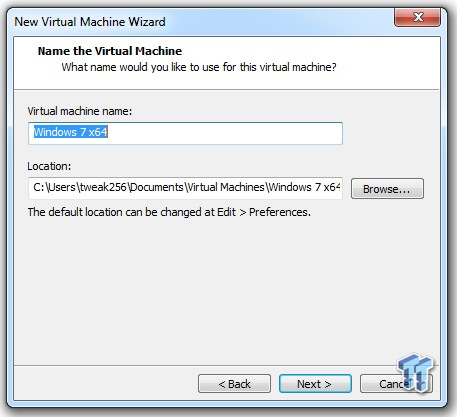 New Virtual Machine Wizard
Name the Virtual Machine
What name would you like to use for this virtual machine?
Virtual machine name:
Windows 7 x64
Location:
C:\Users\tweak256\Documents\Virtual Machines\Windows 7 x64
Browse...
The default location can be changed at Edit > Preferences.
< Back
Next >
Cancel